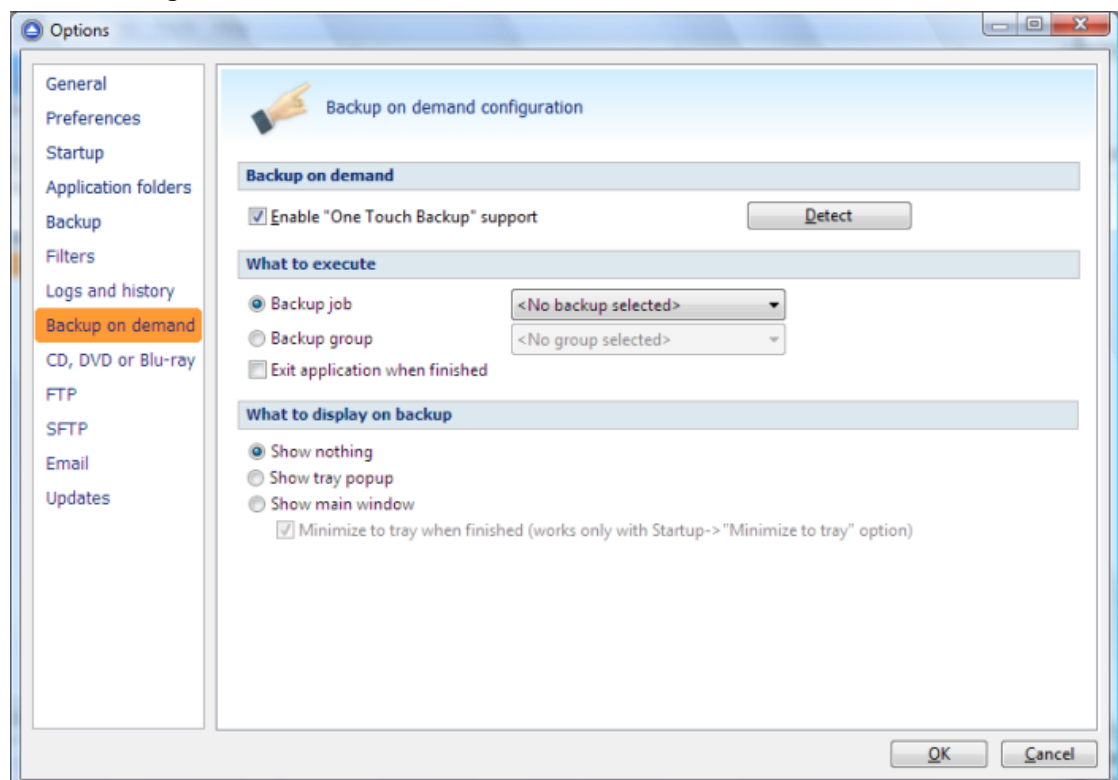 Options
General
Preferences
Startup
Application folders
Backup
Filters
Logs and history
Backup on demand
CD, DVD or Blu-ray
FTP
SFTP
Email
Updates
Backup on demand configuration
Backup on demand
Enable "One Touch Backup" support
Detect
What to execute
Backup job
<No backup selected>
Backup group
<No group selected>
Exit application when finished
What to display on backup
Show nothing
Show tray popup
Show main window
Minimize to tray when finished (works only with Startup->"Minimize to tray" option)
OK
Cancel